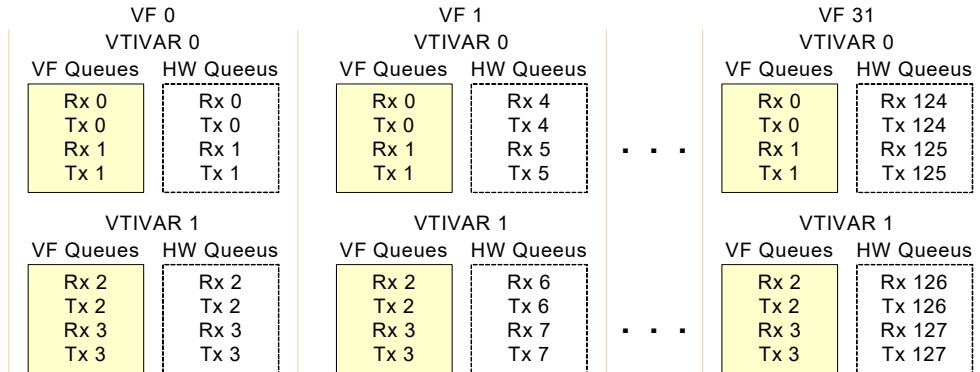 VF 0 VF 1 VF 31
VTIVAR 0 VTIVAR 0 VTIVAR 0
VF Queues HW Queeus VF Queues HW Queeus VF Queues HW Queeus
Rx 0 Rx 0 Rx 0 Rx 4 Rx 0 Rx 124
Tx 0 Tx 0 Tx 0 Tx 4 Tx 0 Tx 124
Rx 1 Rx 1 Rx 1 Rx 5 . . . Rx 1 Rx 125
Tx 1 Tx 1 Tx 1 Tx 5 Tx 1 Tx 125
VTIVAR 1 VTIVAR 1 VTIVAR 1
VF Queues HW Queeus VF Queues HW Queeus VF Queues HW Queeus
Rx 2 Rx 2 Rx 2 Rx 6 Rx 2 Rx 126
Tx 2 Tx 2 Tx 2 Tx 6 Tx 2 Tx 126
Rx 3 Rx 3 Rx 3 Rx 7 . . . Rx 3 Rx 127
Tx 3 Tx 3 Tx 3 Tx 7 Tx 3 Tx 127